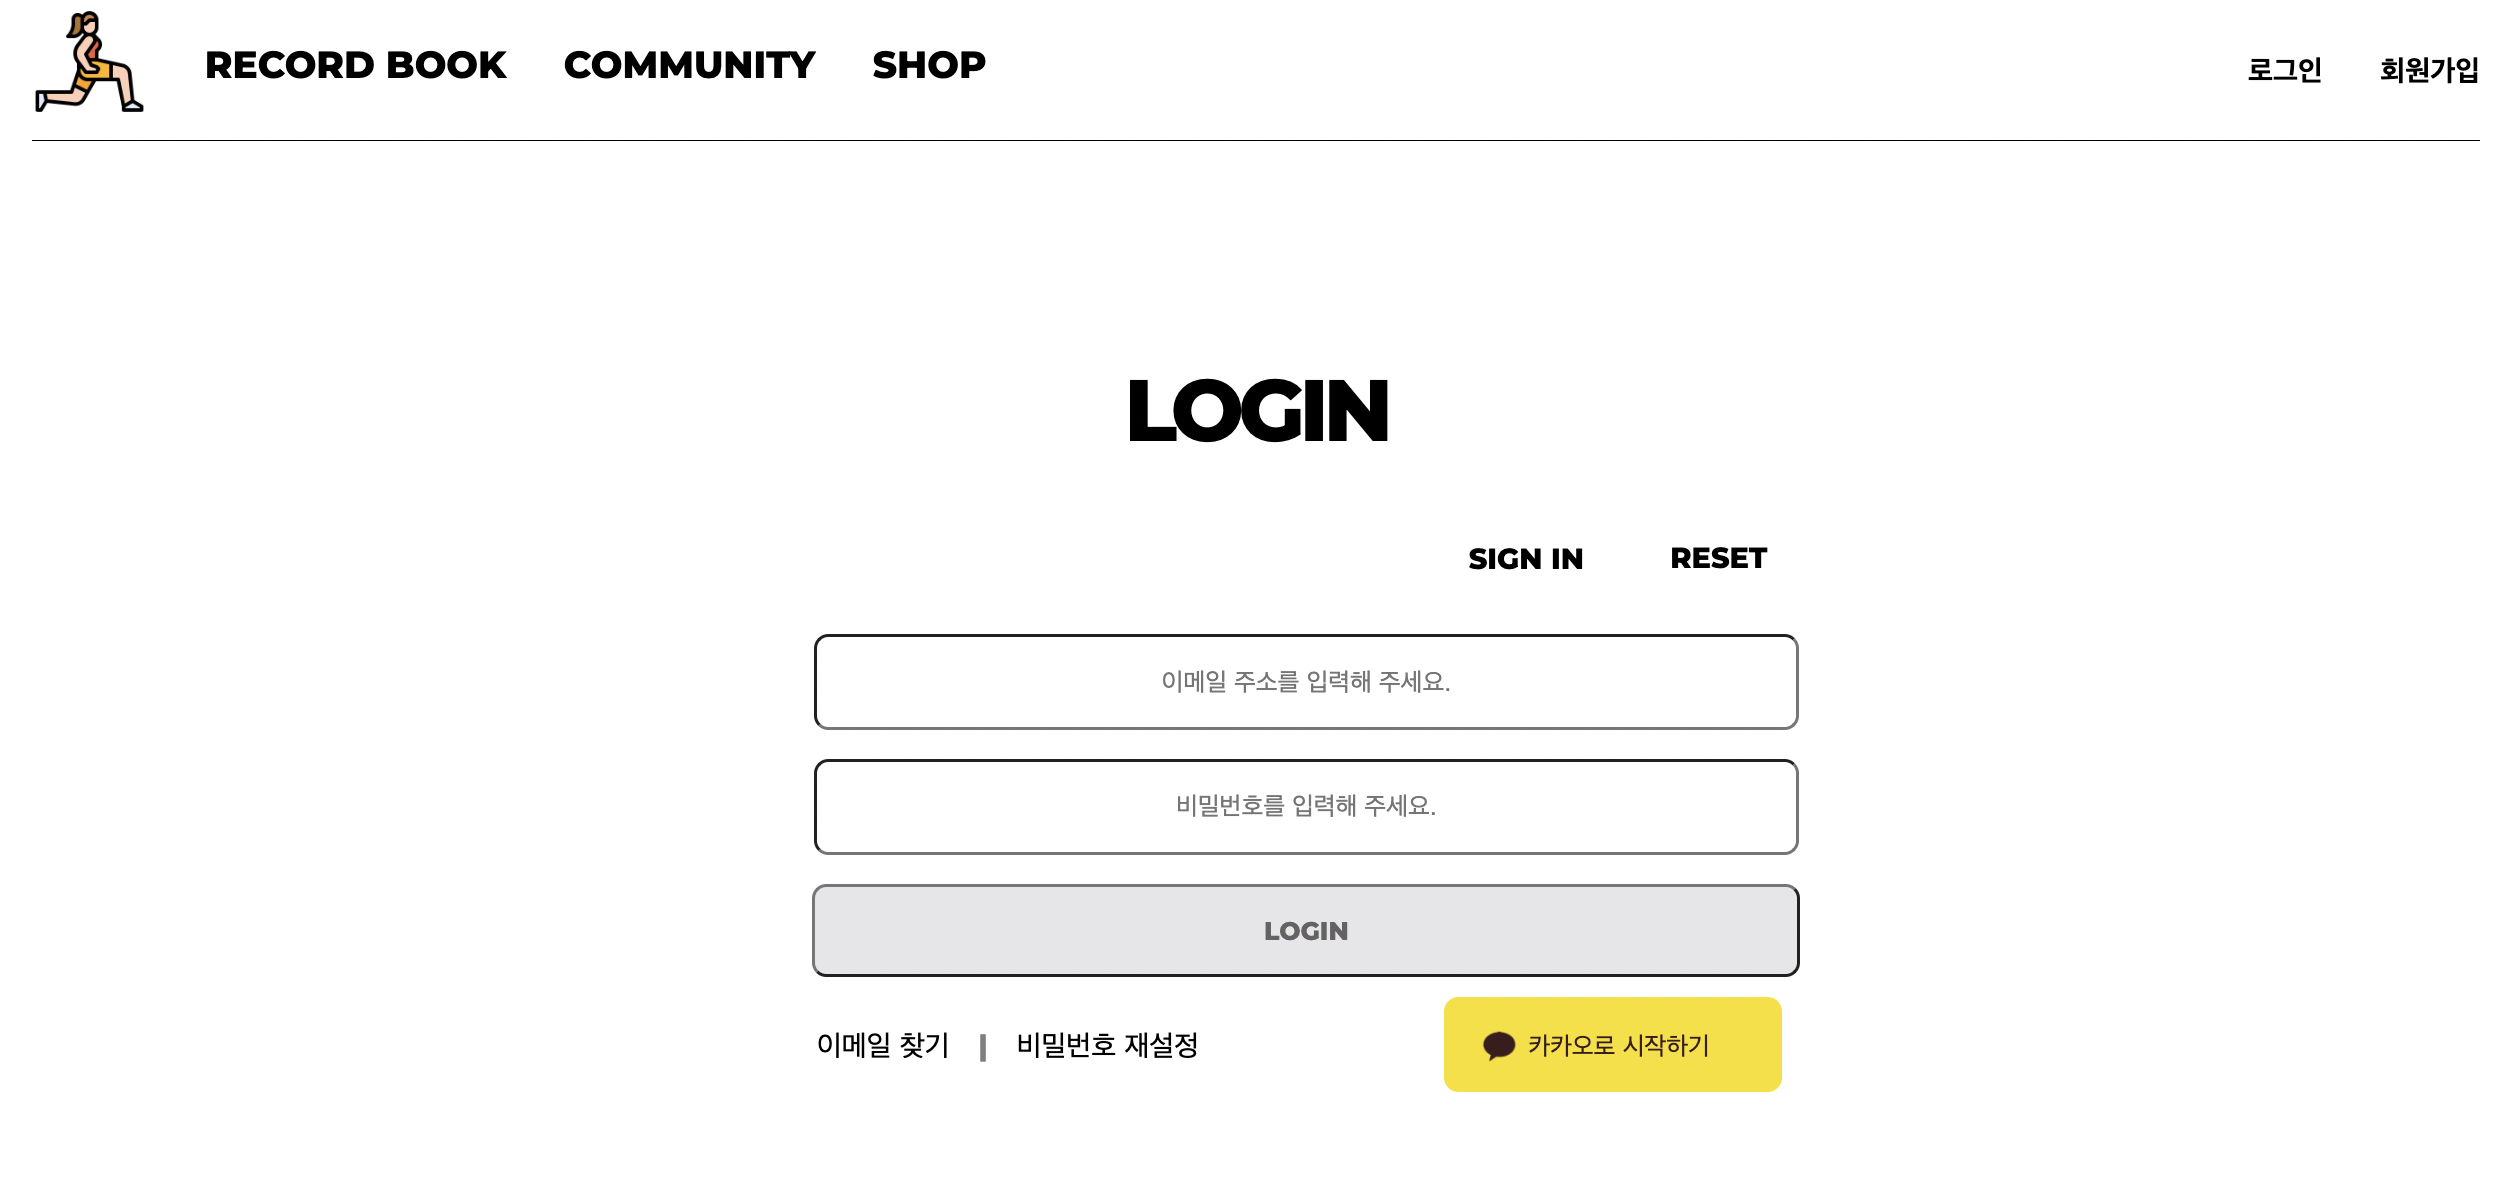 RECORD BOOK COMMUNITY SHOP 로그인 회원가입
LOGIN
SIGN IN RESET
이메일 주소를 입력해 주세요.
비밀번호를 입력해 주세요.
LOGIN
이메일 찾기 | 비밀번호 재설정 카카오로 시작하기